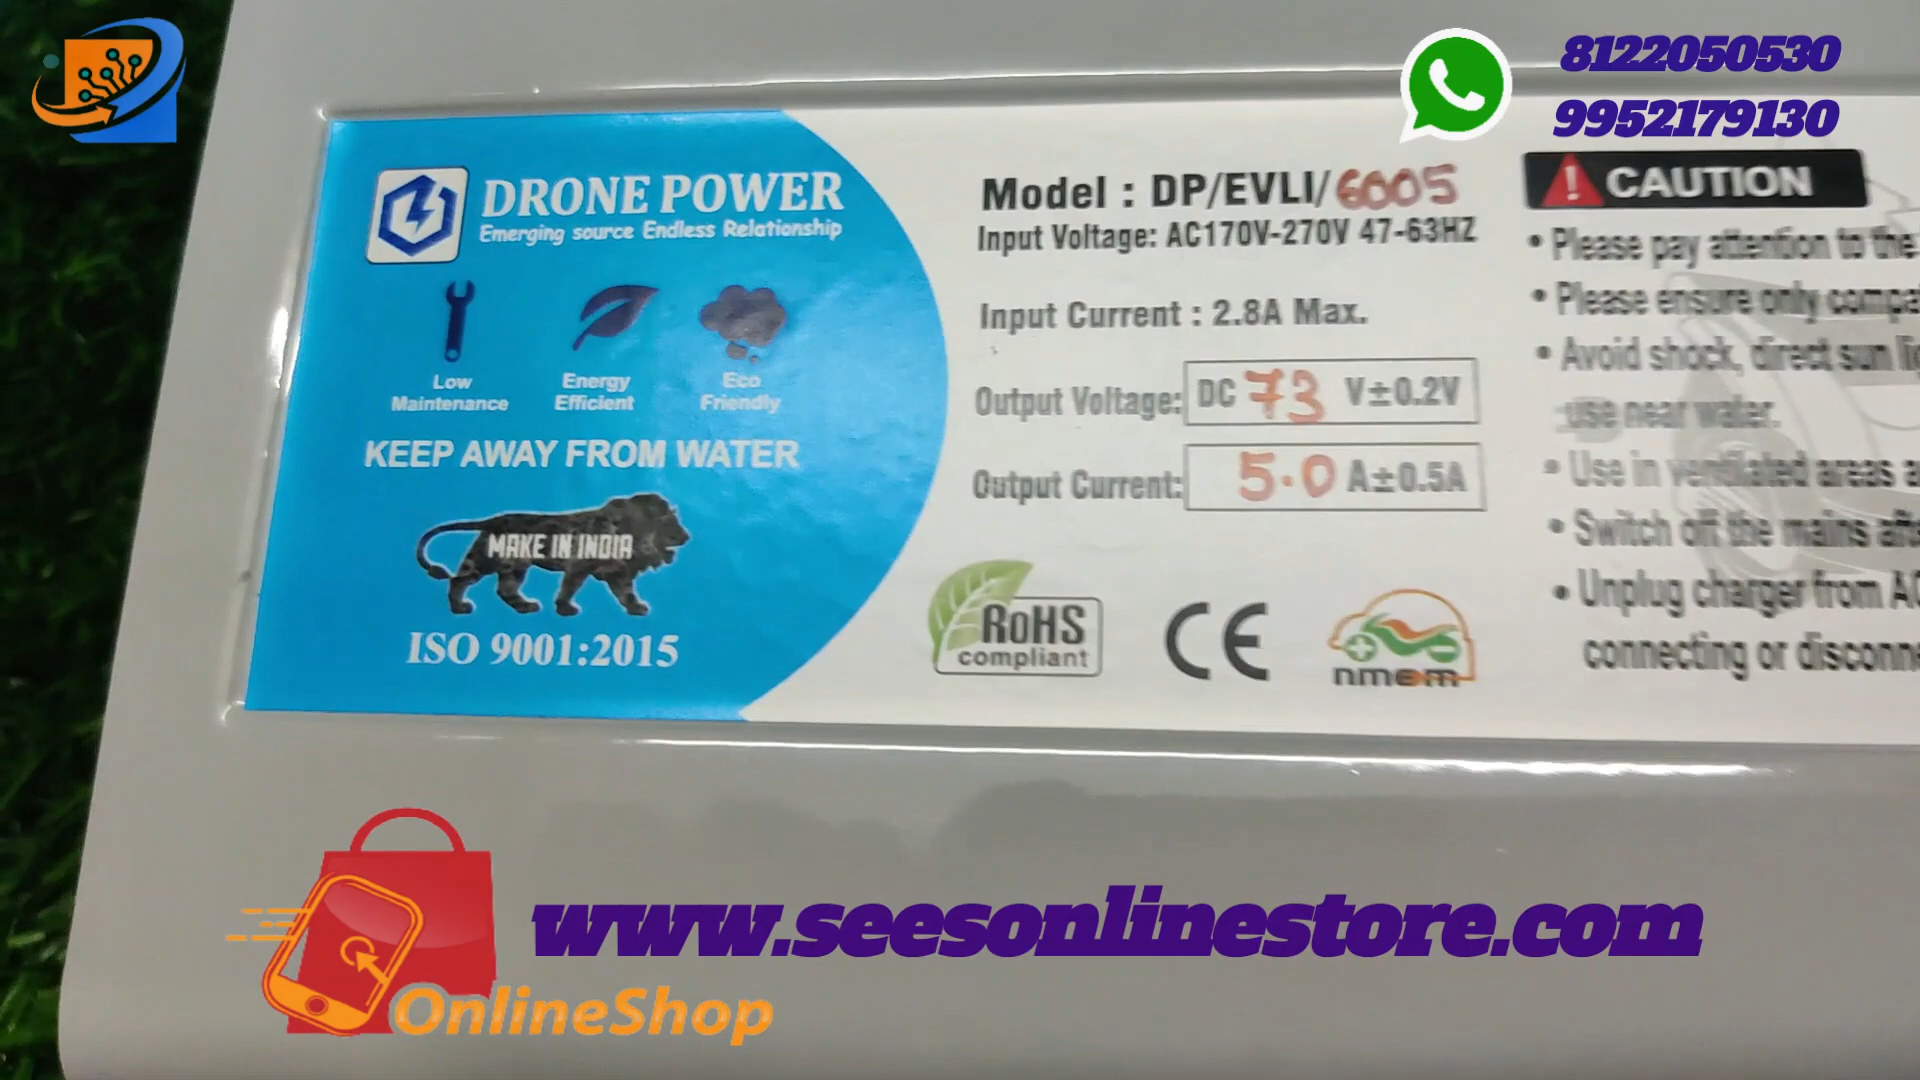 8122050530
9952179130
DRONE POWER
Emerging source Endless Relationship
Low Maintenance
Energy Efficient
Eco Friendly
KEEP AWAY FROM WATER
MAKE IN INDIA
ISO 9001:2015
Model : DP/EVLI/6005
Input Voltage: AC170V-270V 47-63HZ
Input Current : 2.8A Max.
Output Voltage: DC 73 V±0.2V
Output Current: 5.0 A±0.5A
RoHS
compliant
CE
nmem
CAUTION
• Please pay attention to the
• Please ensure only
• Avoid shock, direct sun
use near water.
• Use in ventilated areas
• Switch off the mains
• Unplug charger from
connecting or
www.seesonlinestore.com
OnlineShop